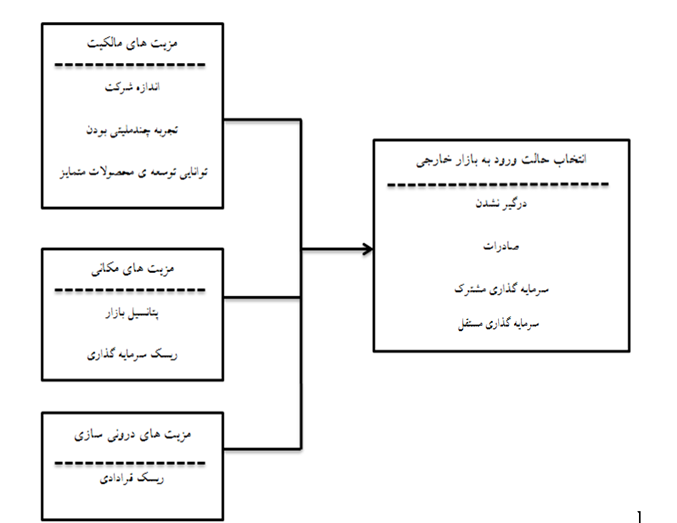 مزیت های مالکیت
اندازه شرکت
تجربه چندملیتی بودن
توانایی توسعه ی محصولات متمایز
مزیت های مکانی
پتانسیل بازار
ریسک سرمایه گذاری
مزیت های درونی سازی
ریسک قرادادی
انتخاب حالت ورود به بازار خارجی
درگیر نشدن
صادرات
سرمایه گذاری مشترک
سرمایه گذاری مستقل